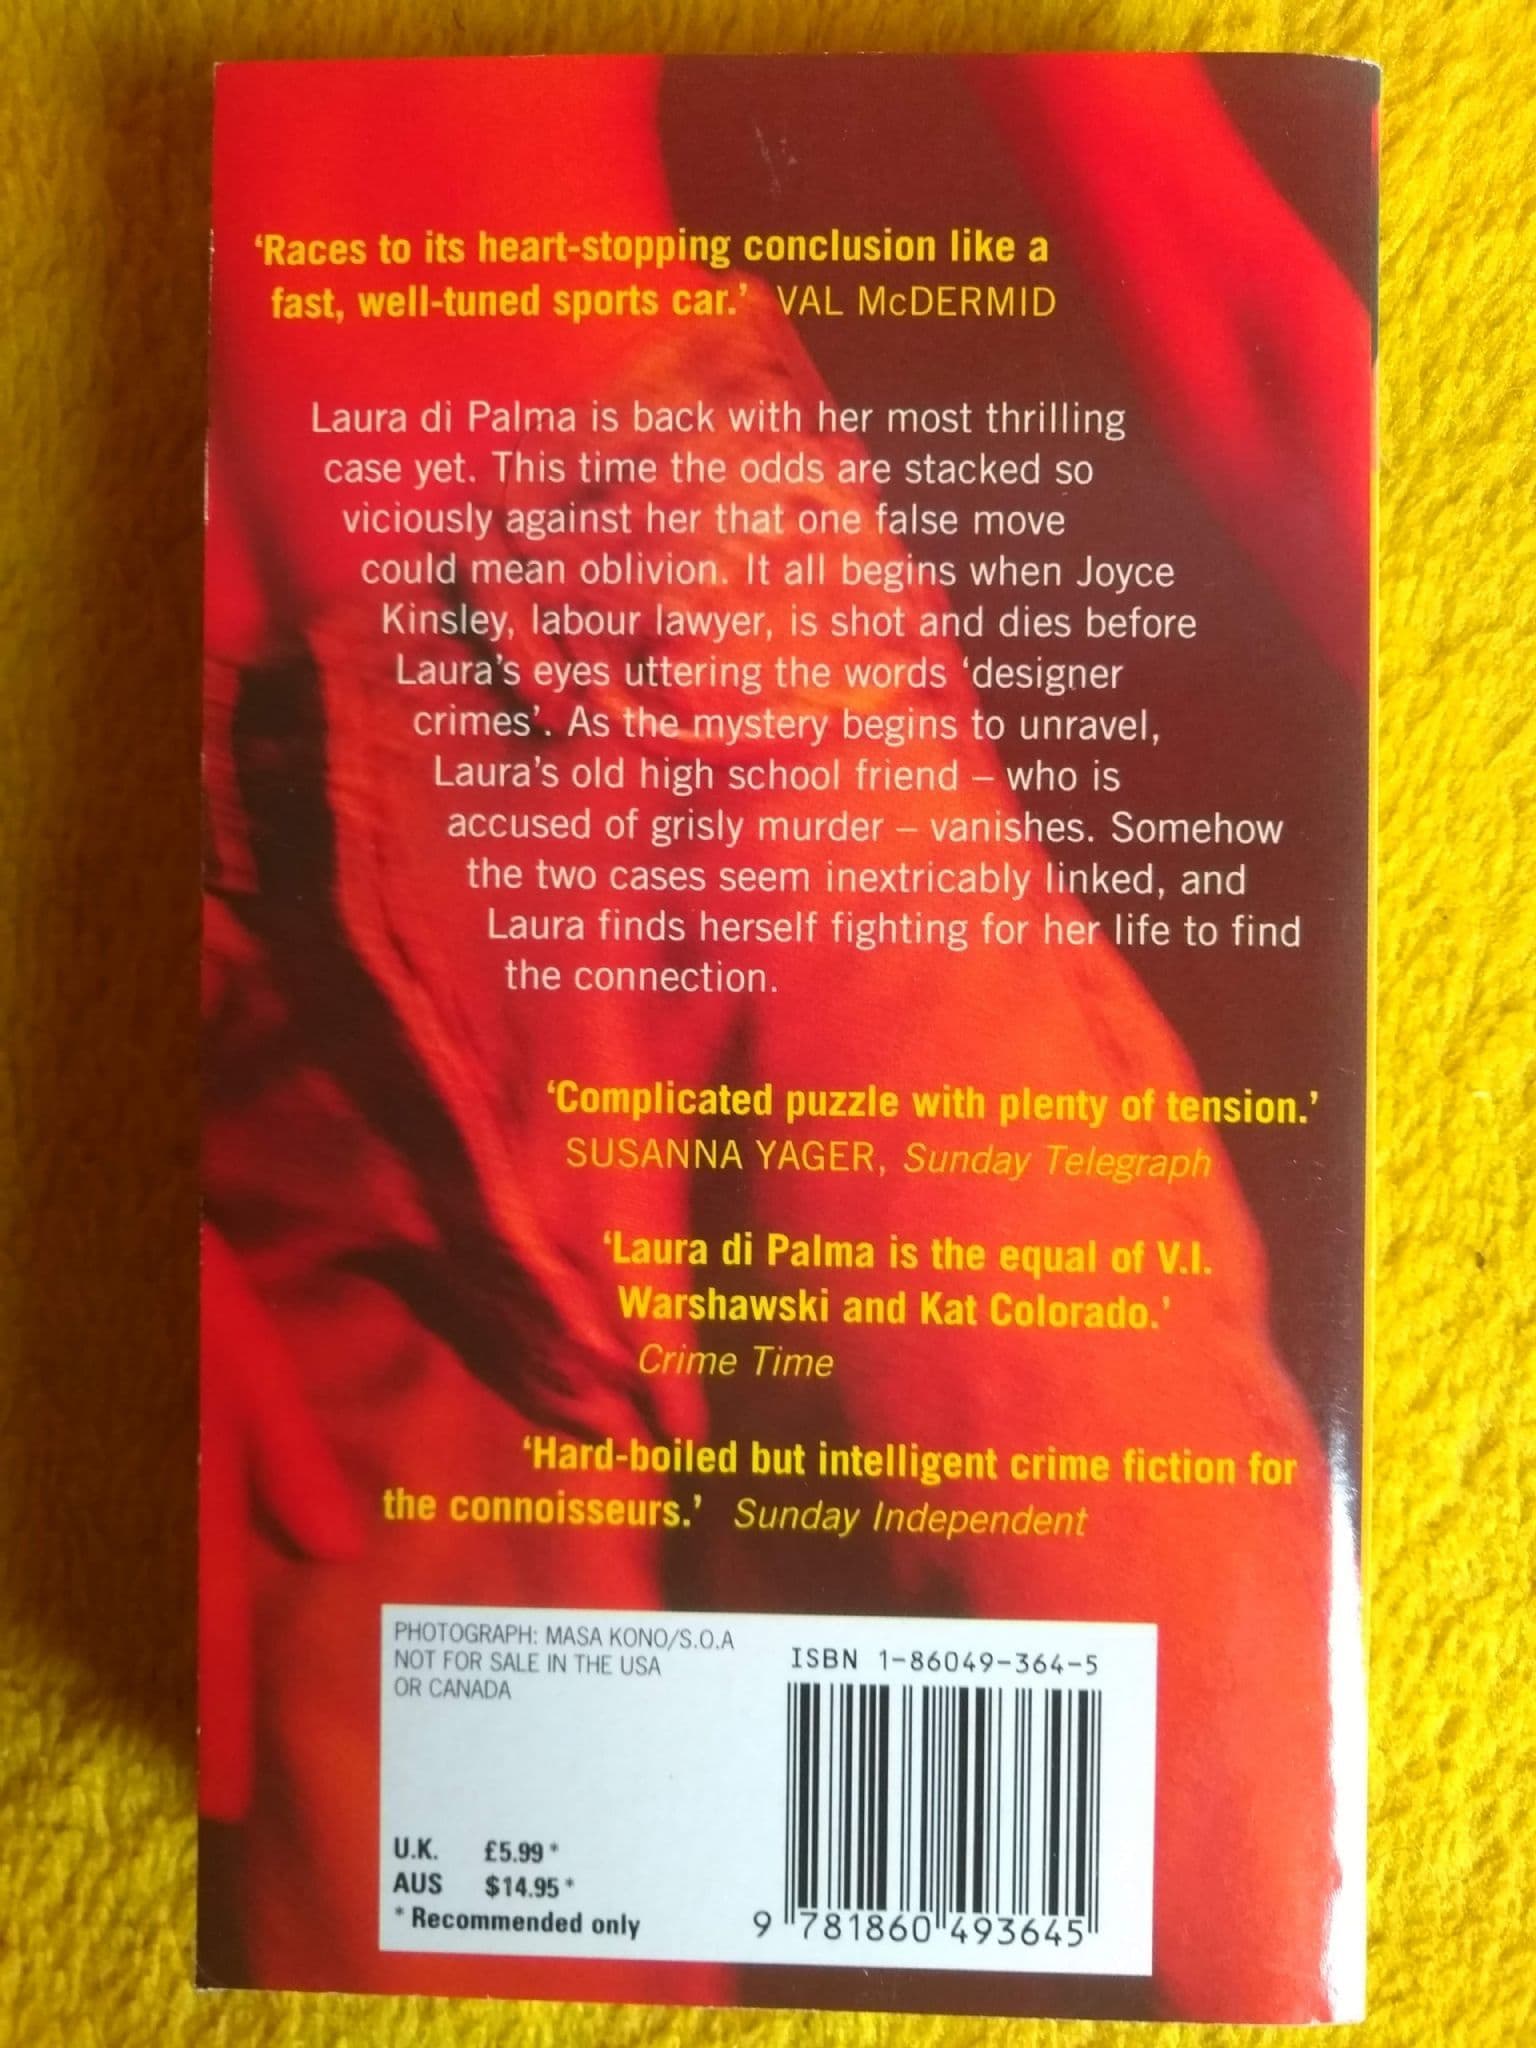 ‘Races to its heart-stopping conclusion like a
fast, well-tuned sports car.’ VAL McDERMID
Laura di Palma is back with her most thrilling
case yet. This time the odds are stacked so
viciously against her that one false move
could mean oblivion. It all begins when Joyce
Kinsley, labour lawyer, is shot and dies before
Laura’s eyes uttering the words ‘designer
crimes’. As the mystery begins to unravel,
Laura’s old high school friend – who is
accused of grisly murder – vanishes. Somehow
the two cases seem inextricably linked, and
Laura finds herself fighting for her life to find
the connection.
‘Complicated puzzle with plenty of tension.’
SUSANNA YAGER, Sunday Telegraph
‘Laura di Palma is the equal of V.I.
Warshawski and Kat Colorado.’
Crime Time
‘Hard-boiled but intelligent crime fiction for
the connoisseurs.’ Sunday Independent
PHOTOGRAPH: MASA KONO/S.O.A
NOT FOR SALE IN THE USA
OR CANADA
ISBN 1-86049-364-5
U.K. £5.99*
AUS $14.95*
* Recommended only
9 781860 493645